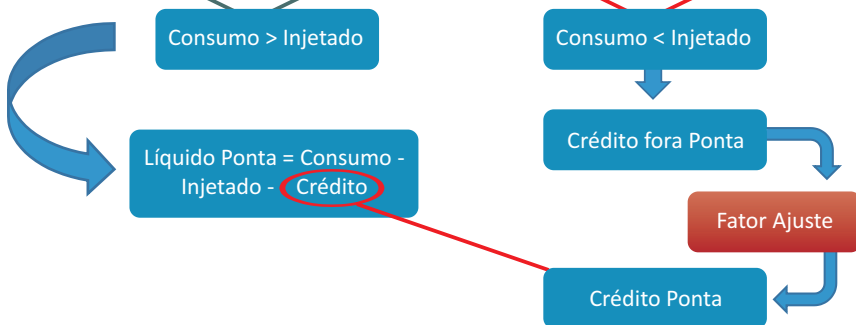 Consumo > Injetado
Consumo < Injetado
Crédito fora Ponta
Líquido Ponta = Consumo -
Injetado - Crédito
Fator Ajuste
Crédito Ponta